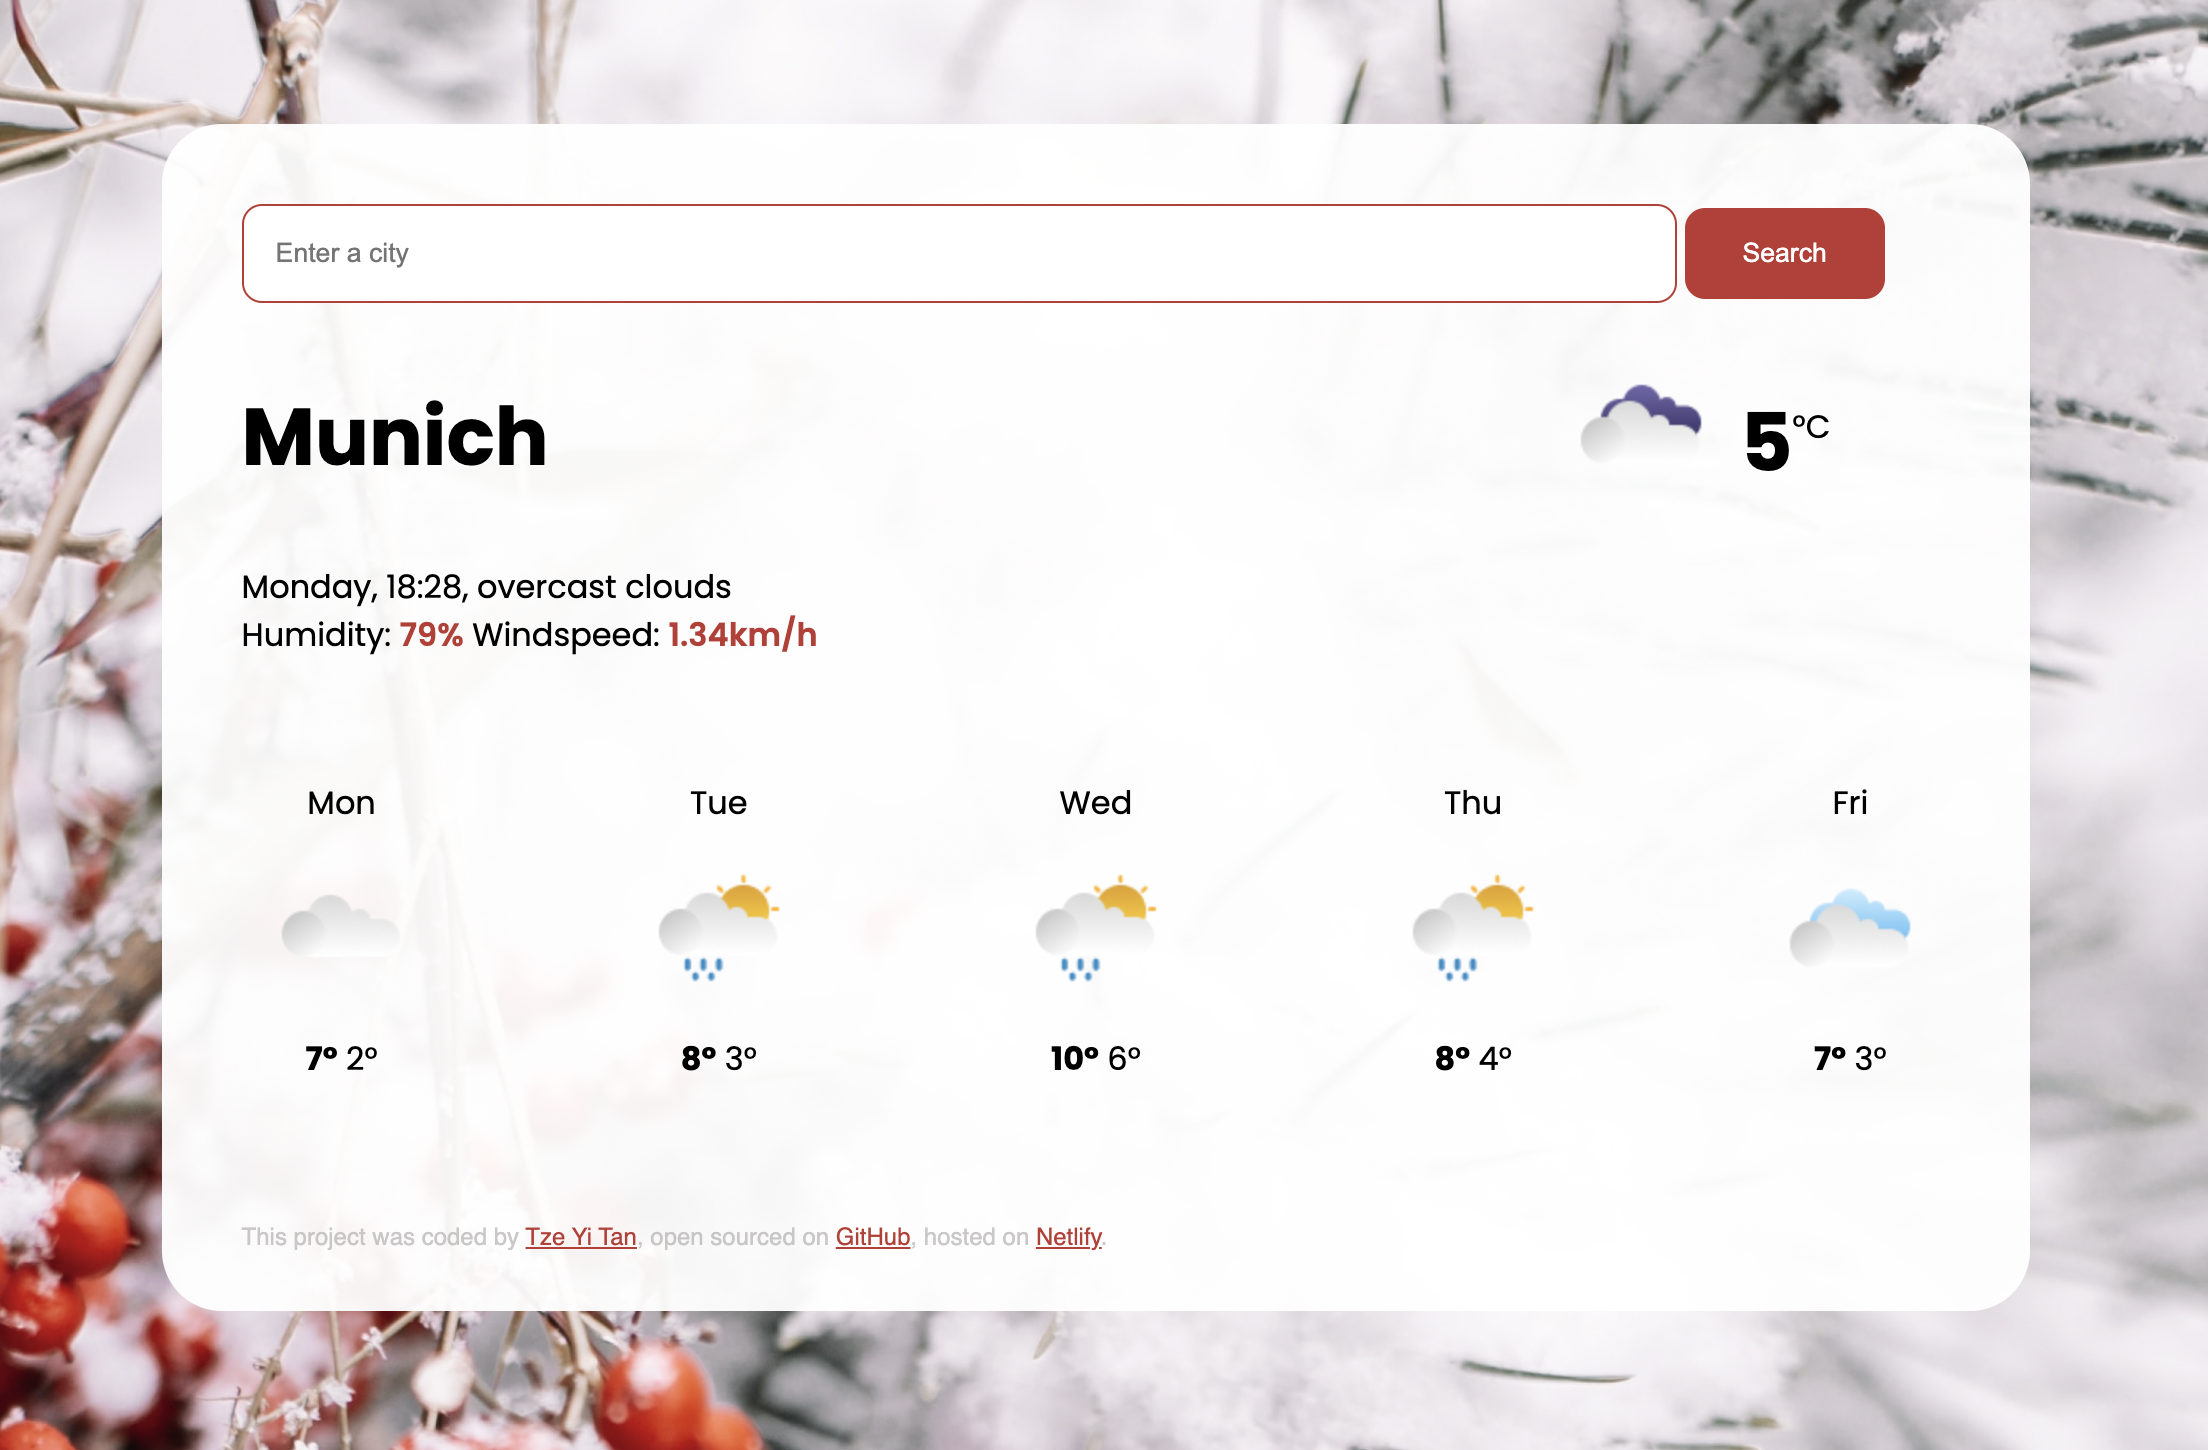 Enter a city
Search
Munich
5°C
Monday, 18:28, overcast clouds
Humidity: 79% Windspeed: 1.34km/h
Mon Tue Wed Thu Fri
7° 2° 8° 3° 10° 6° 8° 4° 7° 3°
This project was coded by Tze Yi Tan, open sourced on GitHub, hosted on Netlify.